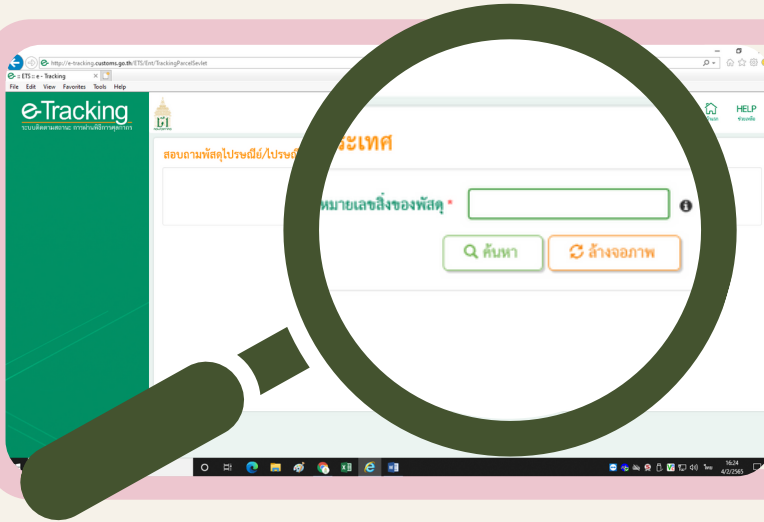 http://e-tracking.customs.go.th/ETS/Ent/TrackingParcelSevlet
:: ETS :: e - Tracking
File Edit View Favorites Tools Help
e-Tracking
ระบบติดตามสถานะ การผ่านพิธีการศุลกากร
HELP
สอบถามพัสดุไปรษณีย์/ไปรษณี
ระเทศ
หมายเลขสิ่งของพัสดุ *
ค้นหา
ล้างจอภาพ
ไทย
16:24
4/2/2565